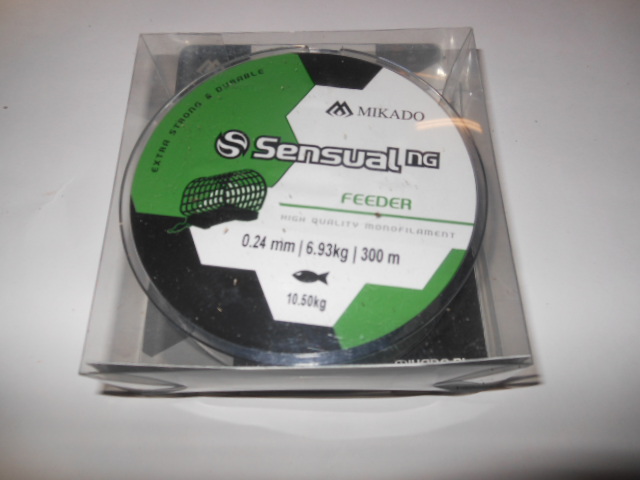 EXTRA STRONG & DURABLE
MIKADO
Sensual NG
FEEDER
HIGH QUALITY MONOFILAMENT
0.24 mm | 6.93kg | 300 m
10.50kg